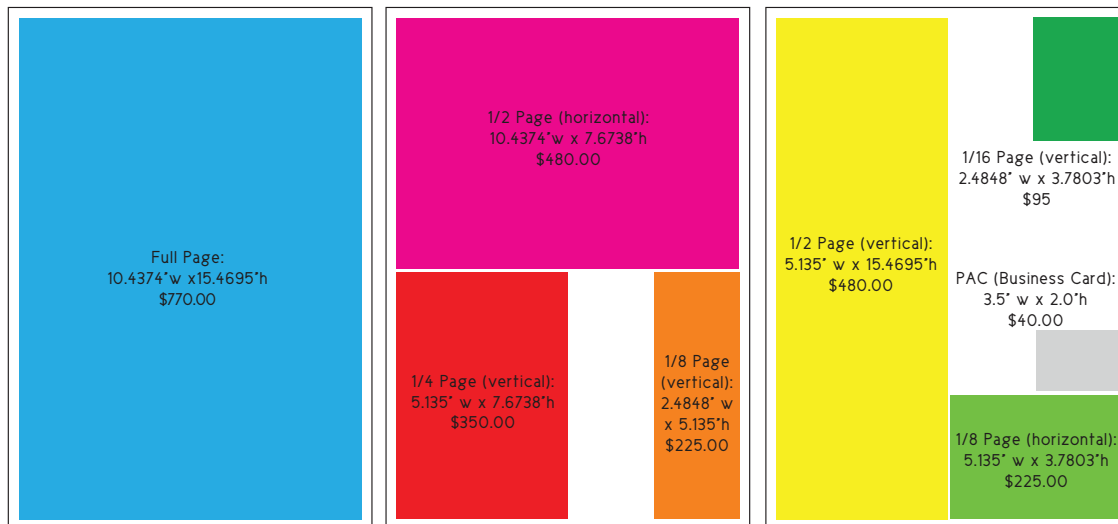 Full Page:
10.4374"w x15.4695"h
$770.00
1/2 Page (horizontal):
10.4374"w x 7.6738"h
$480.00
1/4 Page (vertical):
5.135" w x 7.6738"h
$350.00
1/8 Page
(vertical):
2.4848" w
x 5.135"h
$225.00
1/2 Page (vertical):
5.135" w x 15.4695"h
$480.00
1/16 Page (vertical):
2.4848" w x 3.7803"h
$95
PAC (Business Card):
3.5" w x 2.0"h
$40.00
1/8 Page (horizontal):
5.135" w x 3.7803"h
$225.00